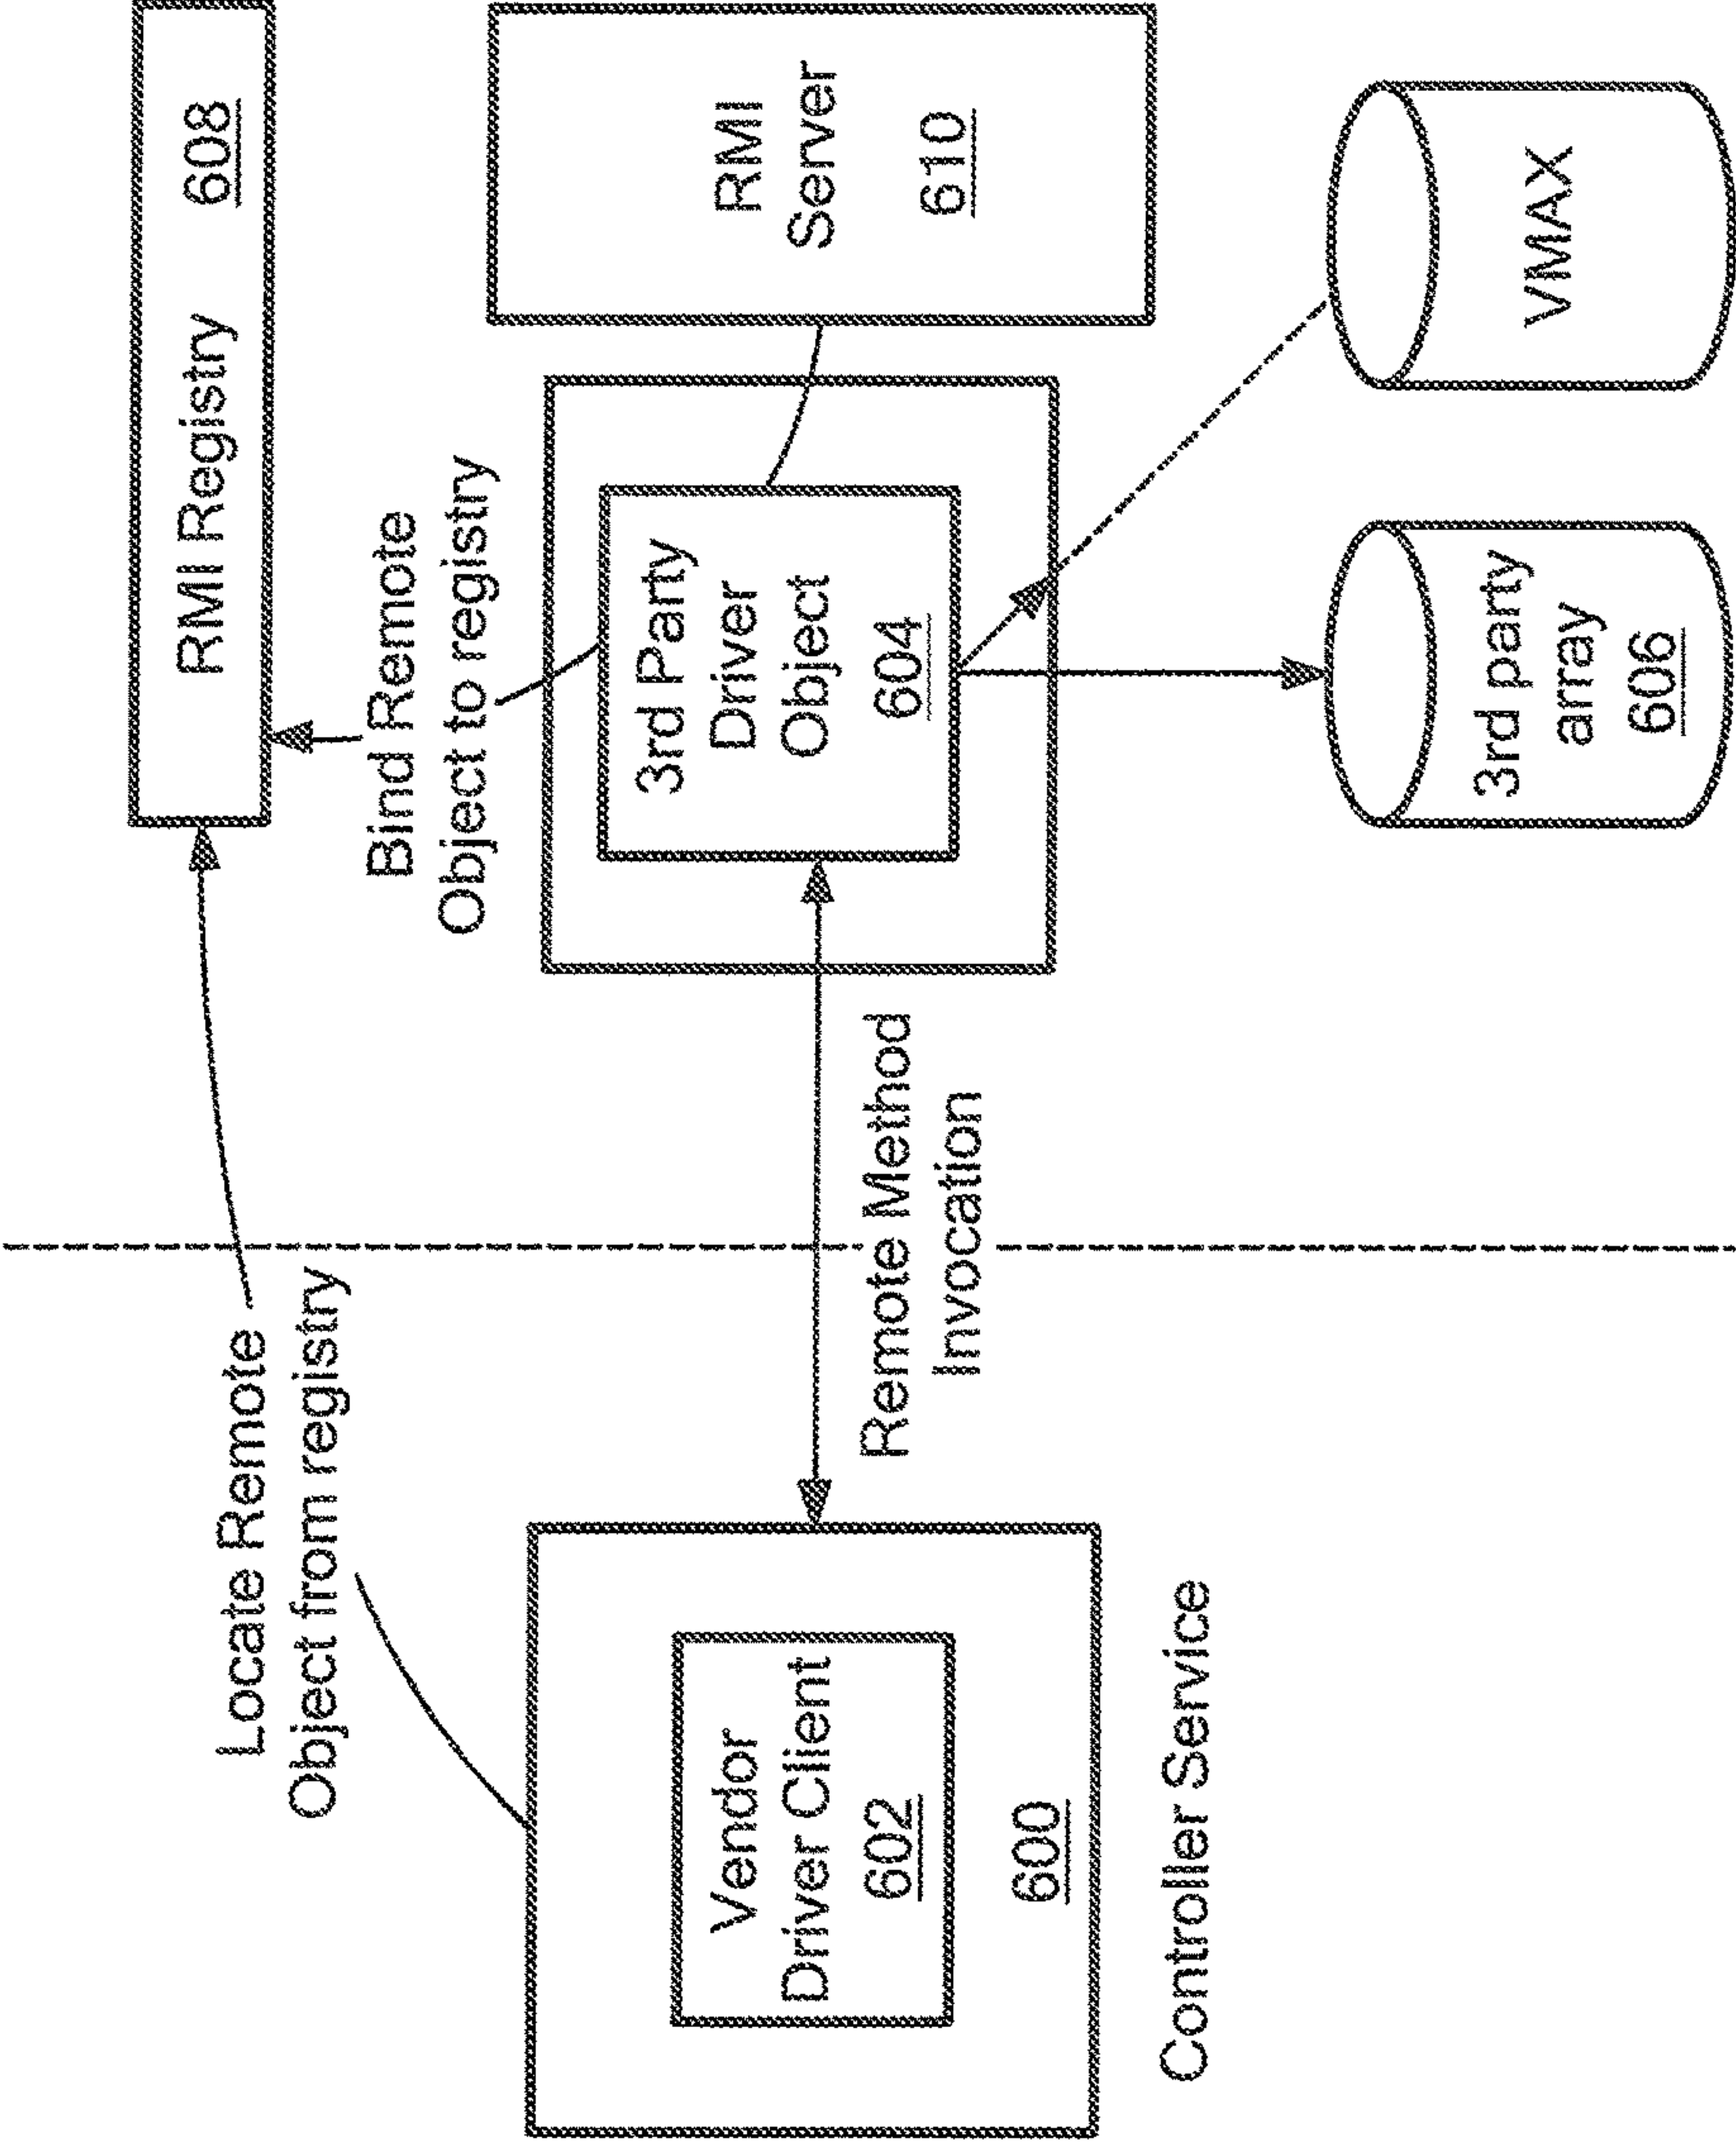 RMI Registry 608
Locate Remote
Object from registry
Bind Remote
Object to registry
Vendor
Driver Client
602
600
Controller Service
Remote Method
Invocation
3rd Party
Driver
Object
604
RMI
Server
610
3rd party
array
606
VMAX